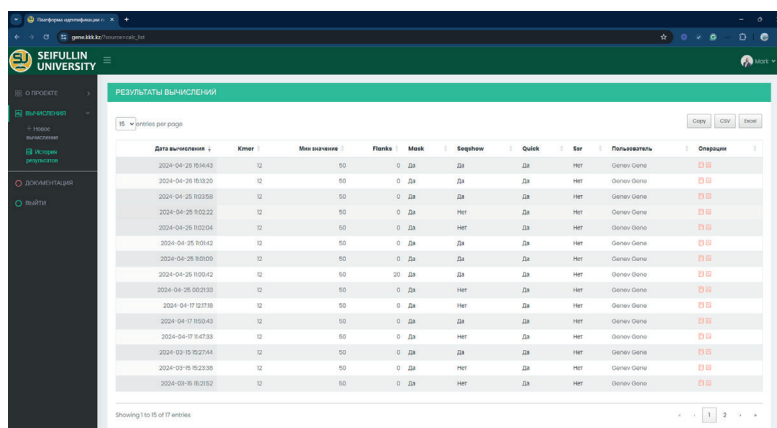 Платформа идентификации
gene.kkk.kz/?source=calc_list
SEIFULLIN
UNIVERSITY
Mark
О ПРОЕКТЕ
ВЫЧИСЛЕНИЯ
+ Новое
вычисление
История
результатов
ДОКУМЕНТАЦИЯ
ВЫЙТИ
РЕЗУЛЬТАТЫ ВЫЧИСЛЕНИЙ
15 entries per page
Copy CSV Excel
Дата вычисления Kmer Мин значение Flanks Mask Seqshow Quick Ssr Пользователь Операции
2024-04-26 16:14:43 12 50 0 Да Да Да Нет Genev Gene
2024-04-26 16:13:20 12 50 0 Да Да Да Нет Genev Gene
2024-04-25 11:03:58 12 50 0 Да Да Да Нет Genev Gene
2024-04-25 11:02:22 12 50 0 Да Нет Да Нет Genev Gene
2024-04-25 11:02:04 12 50 0 Да Нет Да Нет Genev Gene
2024-04-25 11:01:42 12 50 0 Да Да Да Нет Genev Gene
2024-04-25 11:01:09 12 50 0 Да Да Да Нет Genev Gene
2024-04-25 11:00:42 12 50 20 Да Да Да Нет Genev Gene
2024-04-25 00:21:33 12 50 0 Да Нет Да Нет Genev Gene
2024-04-17 12:17:18 12 50 0 Да Нет Да Нет Genev Gene
2024-04-17 11:50:43 12 50 0 Да Да Да Нет Genev Gene
2024-04-17 11:47:33 12 50 0 Да Нет Да Нет Genev Gene
2024-03-15 15:27:44 12 50 0 Да Да Да Нет Genev Gene
2024-03-15 15:23:38 12 50 0 Да Нет Да Нет Genev Gene
2024-03-15 15:21:52 12 50 0 Да Нет Да Нет Genev Gene
Showing 1 to 15 of 17 entries
« ‹ 1 2 › »